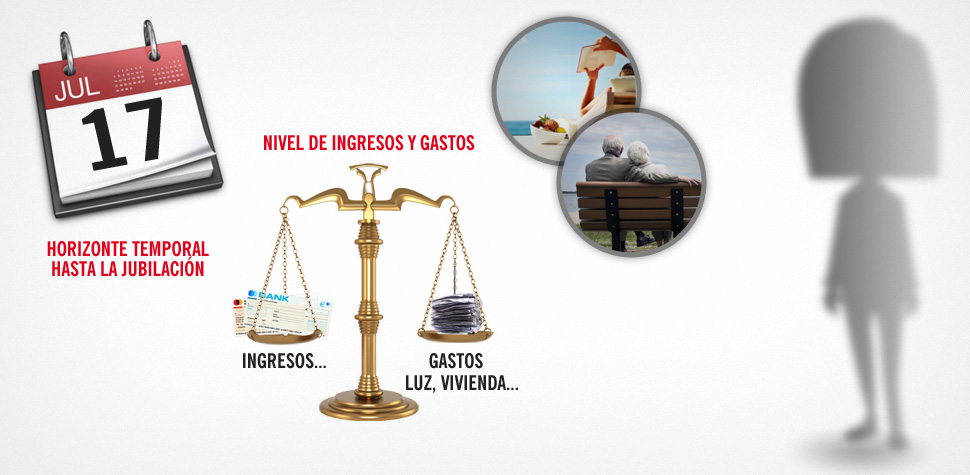 JUL
17
HORIZONTE TEMPORAL
HASTA LA JUBILACIÓN
NIVEL DE INGRESOS Y GASTOS
BANK
INGRESOS...
GASTOS
LUZ, VIVIENDA...